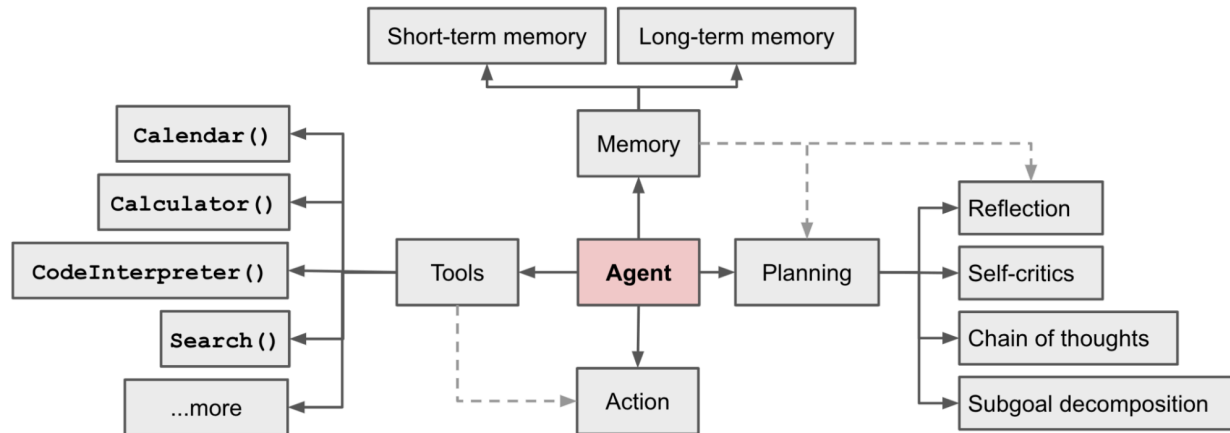 Short-term memory
Long-term memory
Memory
Calendar()
Calculator()
CodeInterpreter()
Search()
...more
Tools
Agent
Planning
Action
Reflection
Self-critics
Chain of thoughts
Subgoal decomposition